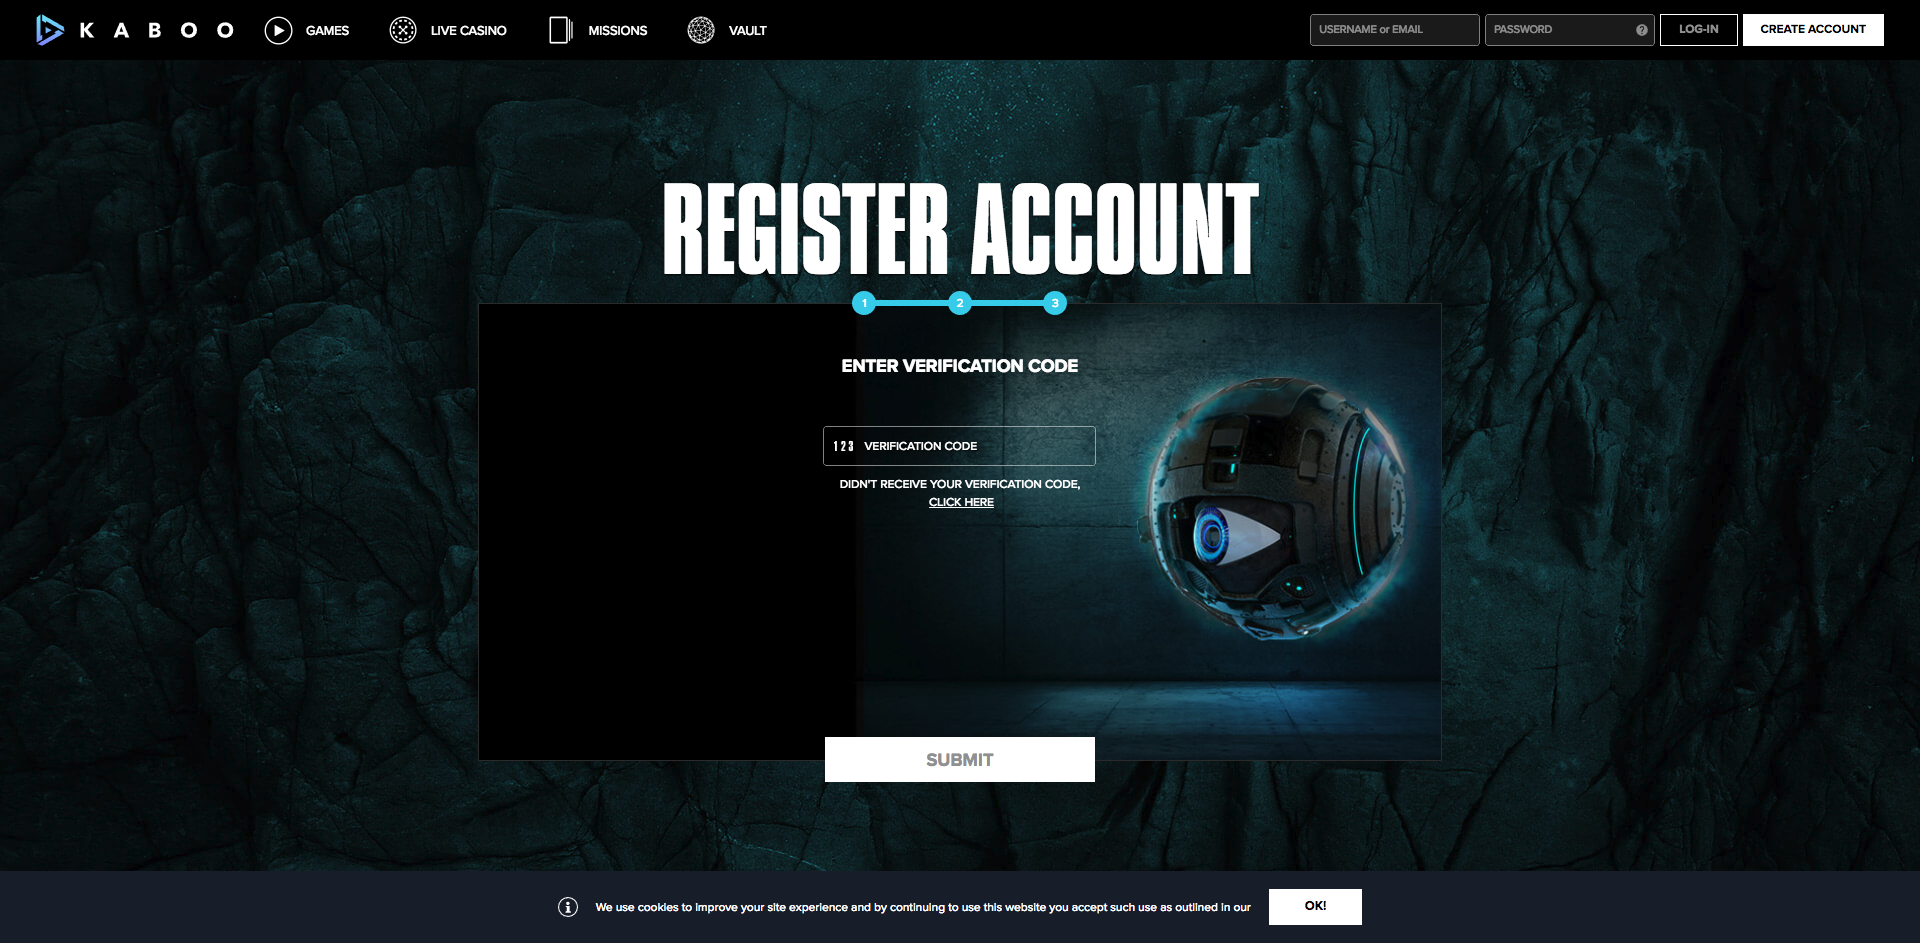 KABOO
GAMES
LIVE CASINO
MISSIONS
VAULT
USERNAME or EMAIL
PASSWORD
?
LOG-IN
CREATE ACCOUNT
REGISTER ACCOUNT
1 2 3
ENTER VERIFICATION CODE
123 VERIFICATION CODE
DIDN'T RECEIVE YOUR VERIFICATION CODE,
CLICK HERE
SUBMIT
We use cookies to improve your site experience and by continuing to use this website you accept such use as outlined in our
OK!